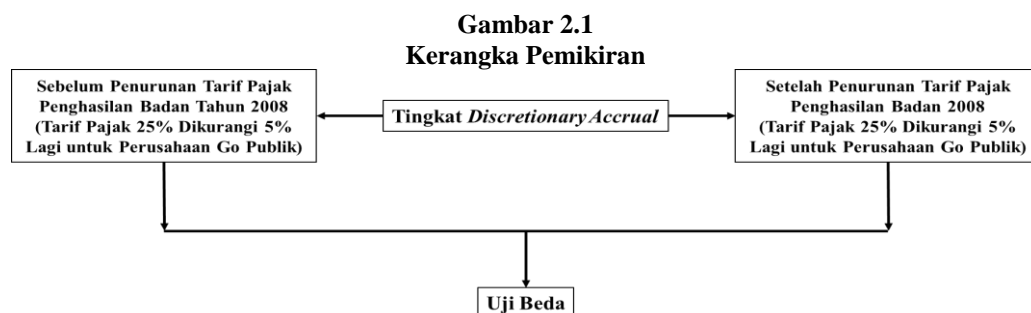 Gambar 2.1
Kerangka Pemikiran
Sebelum Penurunan Tarif Pajak
Penghasilan Badan Tahun 2008
(Tarif Pajak 25% Dikurangi 5%
Lagi untuk Perusahaan Go Publik)
Tingkat Discretionary Accrual
Setelah Penurunan Tarif Pajak
Penghasilan Badan 2008
(Tarif Pajak 25% Dikurangi 5%
Lagi untuk Perusahaan Go Publik)
Uji Beda